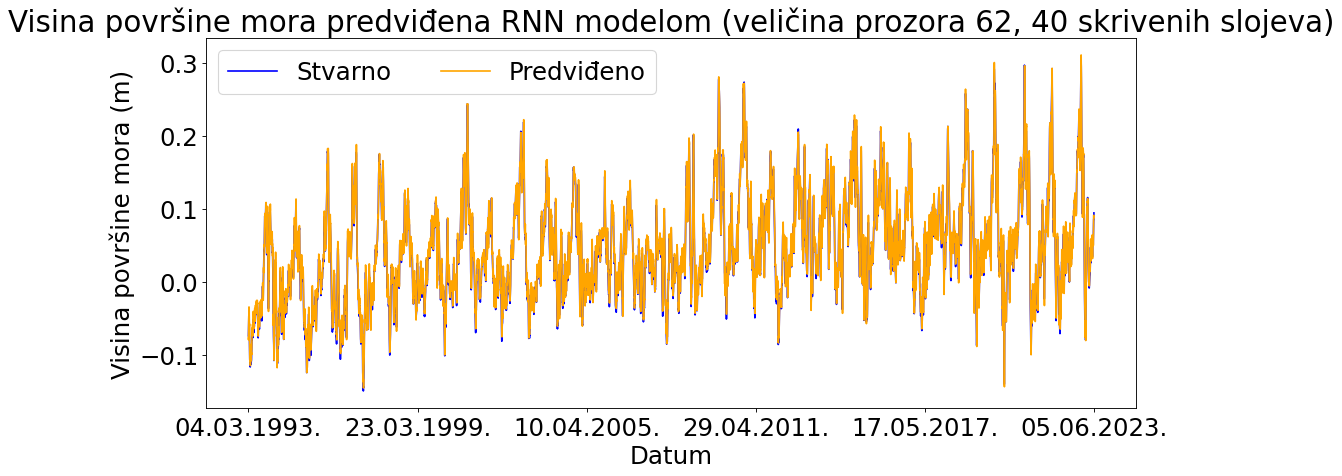 Visina površine mora predviđena RNN modelom (veličina prozora 62, 40 skrivenih slojeva)
Stvarno Predviđeno
Visina površine mora (m)
0.3
0.2
0.1
0.0
−0.1
04.03.1993. 23.03.1999. 10.04.2005. 29.04.2011. 17.05.2017. 05.06.2023.
Datum